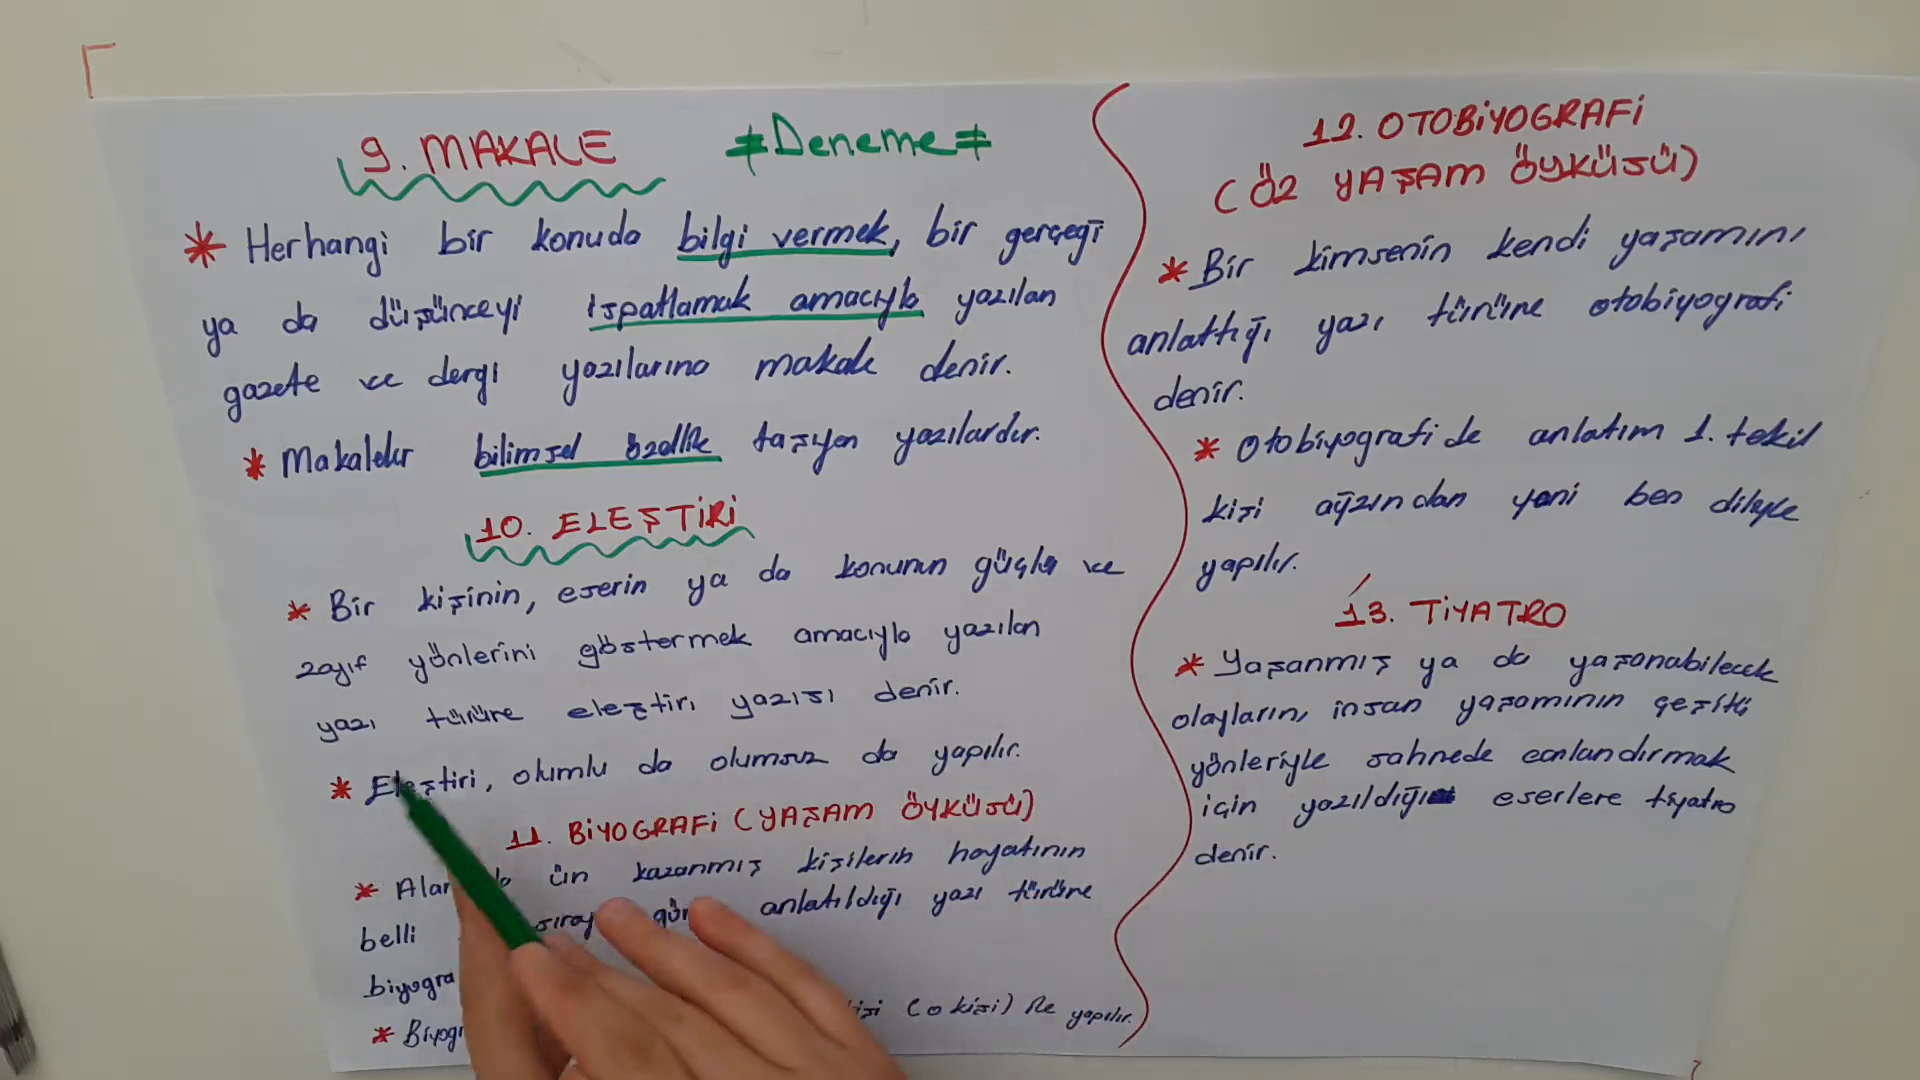 9. MAKALE ≠Deneme≠
* Herhangi bir konuda bilgi vermek, bir gerçeği
ya da düşünceyi ispatlamak amacıyla yazılan
gazete ve dergi yazılarına makale denir.
* Makaleler bilimsel özellik taşıyan yazılardır.
10. ELEŞTİRİ
* Bir kişinin, eserin ya da konunun güçlü ve
zayıf yönlerini göstermek amacıyla yazılan
yazı türüne eleştiri yazısı denir.
* Eleştiri, olumlu da olumsuz da yapılır.
11. BİYOGRAFİ (YAŞAM ÖYKÜSÜ)
* ün kazanmış kişilerin hayatının
belli anlatıldığı yazı türüne
* (o kişi) ile yapılır.
12. OTOBİYOGRAFİ
(ÖZ YAŞAM ÖYKÜSÜ)
* Bir kimsenin kendi yaşamını
anlattığı yazı türüne otobiyografi
denir.
* Otobiyografide anlatım 1. tekil
kişi ağzından yani ben diliyle
yapılır.
13. TİYATRO
* Yaşanmış ya da yaşanabilecek
olayların, insan yaşamının çeşitli
yönleriyle sahnede canlandırmak
için yazıldığı eserlere tiyatro
denir.